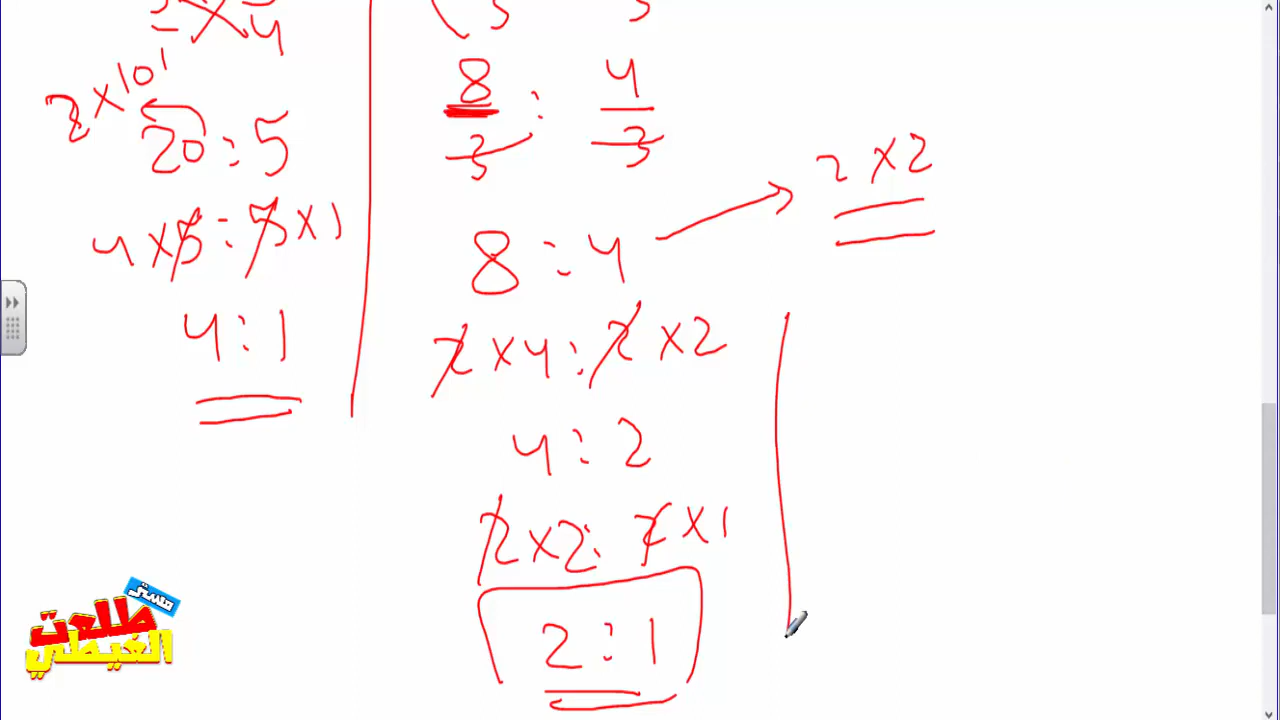 2 × 10
20 : 5
4 × 5 : 5 × 1
4 : 1
8/3 : 4/3
8 : 4
2 × 2
2 × 4 : 2 × 2
4 : 2
2 × 2 : 2 × 1
2 : 1
مستر
طلعت
الغيطي